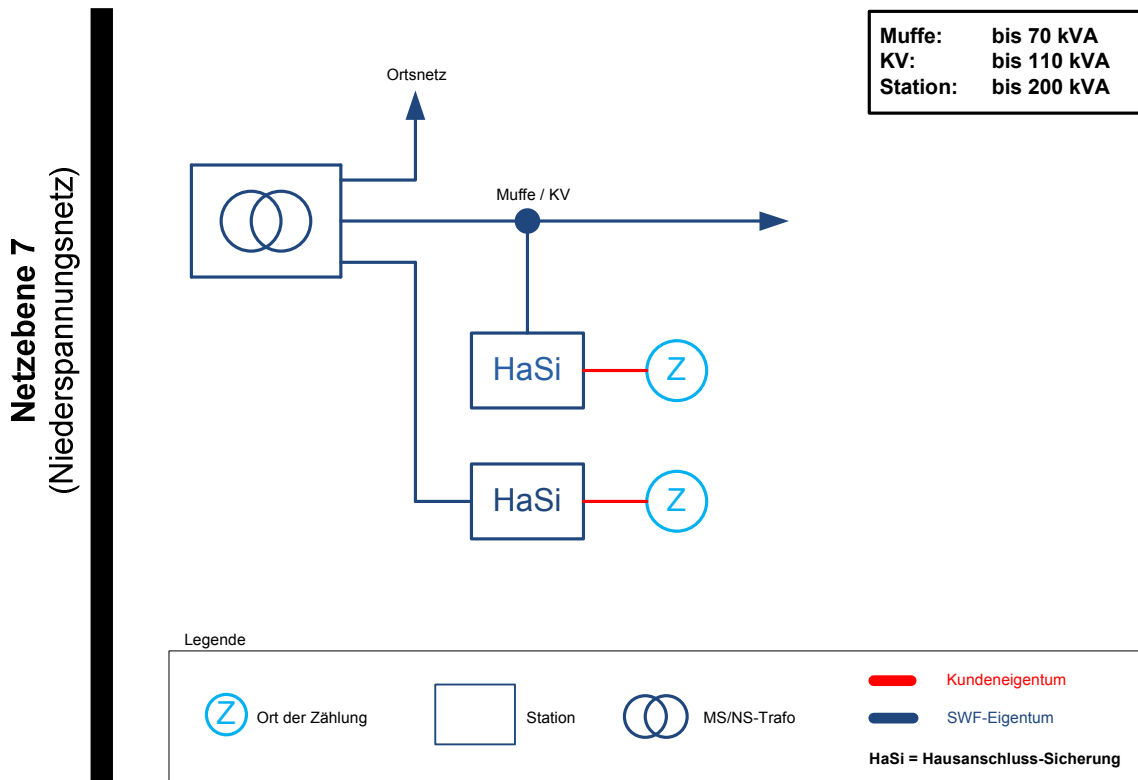 Muffe: bis 70 kVA
KV: bis 110 kVA
Station: bis 200 kVA
Netzebene 7
(Niederspannungsnetz)
Ortsnetz
Muffe / KV
HaSi
Z
HaSi
Z
Legende
Z Ort der Zählung
Station
MS/NS-Trafo
Kundeneigentum
SWF-Eigentum
HaSi = Hausanschluss-Sicherung